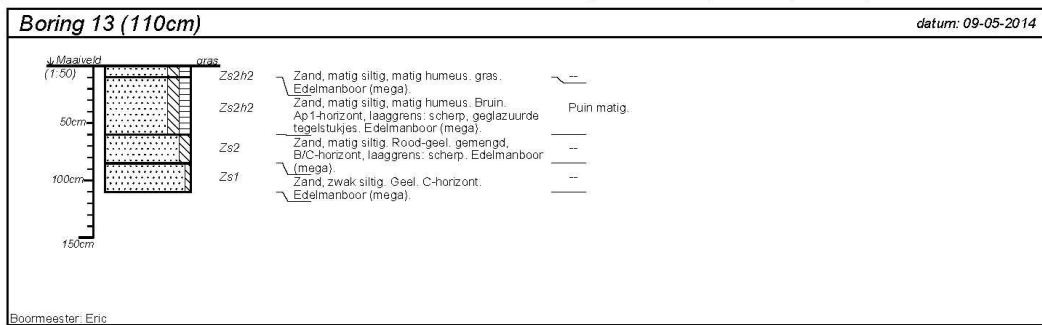 Boring 13 (110cm) datum: 09-05-2014
↓ Maaiveld gras
(1:50) Zs2h2 Zand, matig siltig, matig humeus. gras. --
Edelmanboor (mega).
Zs2h2 Zand, matig siltig, matig humeus. Bruin. Puin matig.
Ap1-horizont, laaggrens: scherp, geglazuurde
50cm tegelstukjes. Edelmanboor (mega).
Zs2 Zand, matig siltig. Rood-geel. gemengd, --
B/C-horizont, laaggrens: scherp. Edelmanboor
(mega).
100cm Zs1 Zand, zwak siltig. Geel. C-horizont. --
Edelmanboor (mega).
150cm
Boormeester: Eric